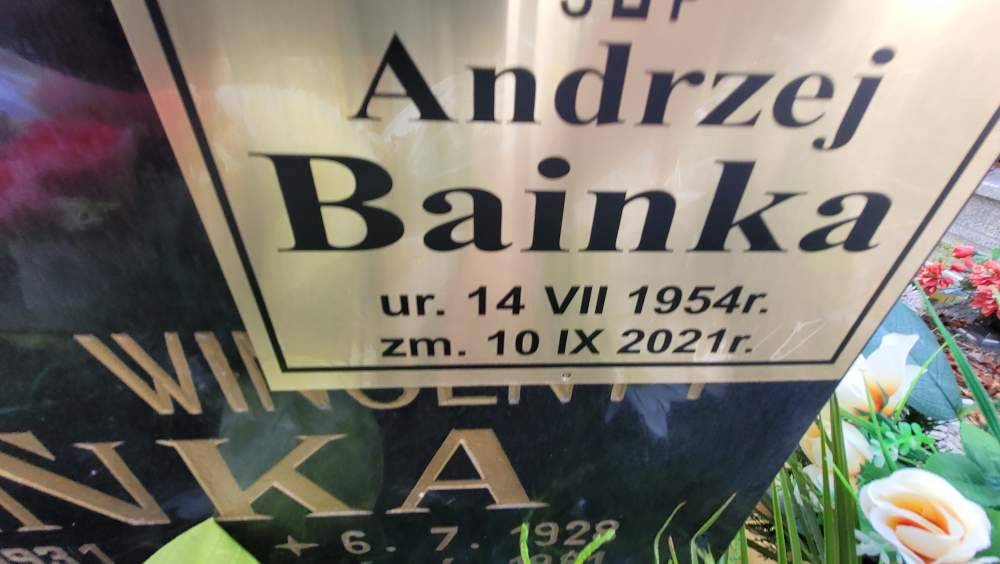 Andrzej
Bainka
ur. 14 VII 1954r.
zm. 10 IX 2021r.
NKA
6. 7. 1928